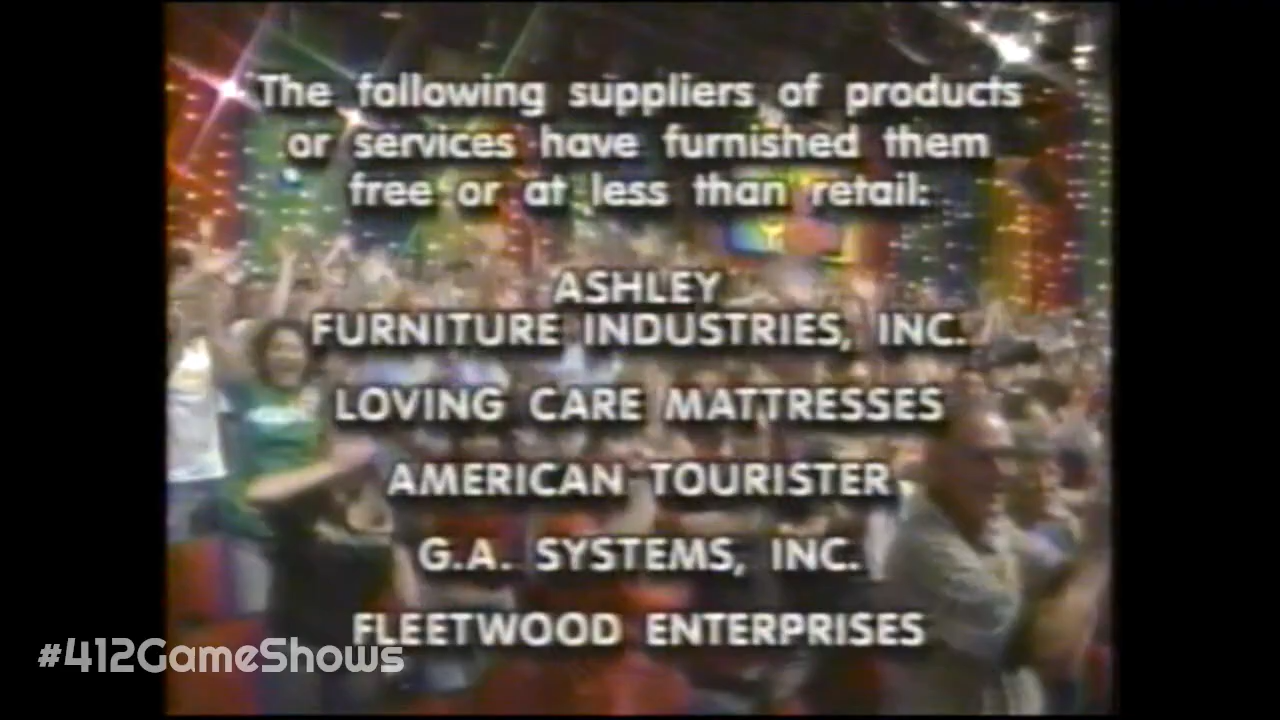 The following suppliers of products
or services have furnished them
free or at less than retail:
ASHLEY
FURNITURE INDUSTRIES, INC.
LOVING CARE MATTRESSES
AMERICAN TOURISTER
G.A. SYSTEMS, INC.
FLEETWOOD ENTERPRISES
#412GameShows